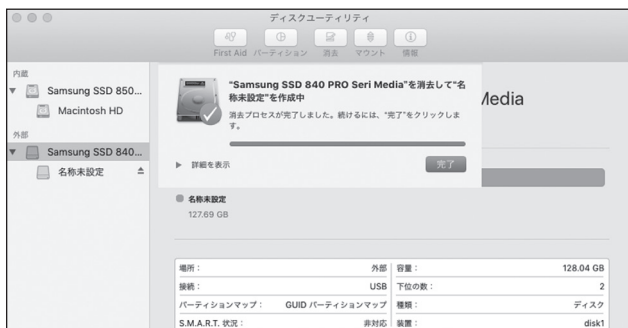 ディスクユーティリティ
First Aid パーティション 消去 マウント 情報
内蔵
Samsung SSD 850...
Macintosh HD
外部
Samsung SSD 840...
名称未設定
"Samsung SSD 840 PRO Seri Media"を消去して"名
称未設定"を作成中
消去プロセスが完了しました。続けるには、"完了"をクリックしま
す。
詳細を表示
完了
Media
名称未設定
127.69 GB
場所： 外部 容量： 128.04 GB
接続： USB 下位の数： 2
パーティションマップ： GUID パーティションマップ 種類： ディスク
S.M.A.R.T. 状況： 非対応 装置： disk1